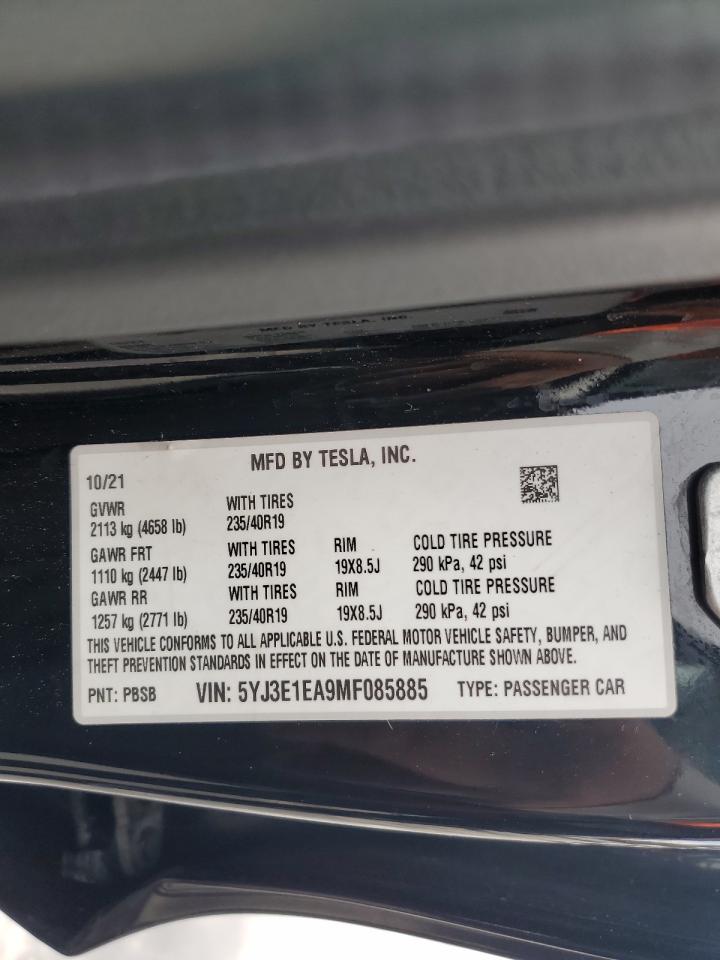 MFD BY TESLA, INC.
MFD BY TESLA, INC.
10/21
GVWR WITH TIRES
2113 kg (4658 lb) 235/40R19
GAWR FRT WITH TIRES RIM COLD TIRE PRESSURE
1110 kg (2447 lb) 235/40R19 19X8.5J 290 kPa, 42 psi
GAWR RR WITH TIRES RIM COLD TIRE PRESSURE
1257 kg (2771 lb) 235/40R19 19X8.5J 290 kPa, 42 psi
THIS VEHICLE CONFORMS TO ALL APPLICABLE U.S. FEDERAL MOTOR VEHICLE SAFETY, BUMPER, AND
THEFT PREVENTION STANDARDS IN EFFECT ON THE DATE OF MANUFACTURE SHOWN ABOVE.
PNT: PBSB VIN: 5YJ3E1EA9MF085885 TYPE: PASSENGER CAR